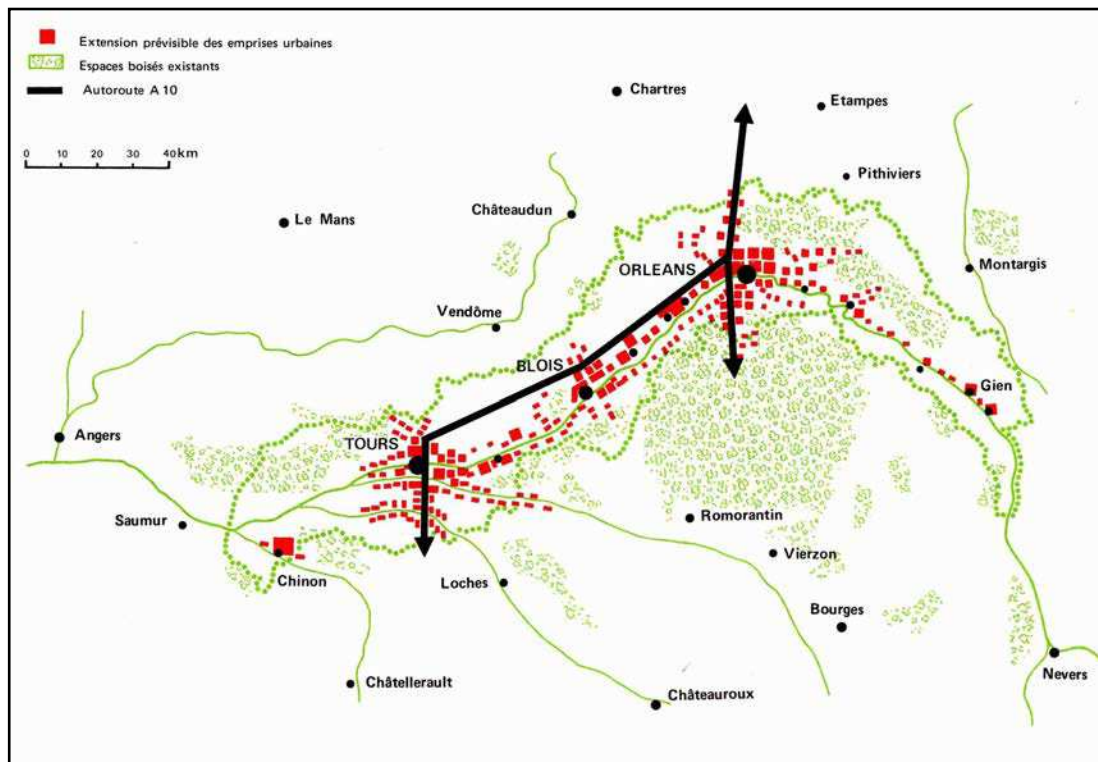 Extension prévisible des emprises urbaines
Espaces boisés existants
Autoroute A 10
0 10 20 30 40km
Chartres
Etampes
Pithiviers
Châteaudun
Le Mans
ORLEANS
Montargis
Vendôme
BLOIS
Gien
Angers
TOURS
Saumur
Romorantin
Vierzon
Chinon
Loches
Bourges
Nevers
Châtellerault
Châteauroux